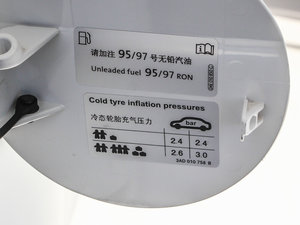 请加注 95/97 号无铅汽油
Unleaded fuel 95/97 RON
Cold tyre inflation pressures
冷态轮胎充气压力
bar
2.4 2.4
2.6 3.0
3AD 010 758 B